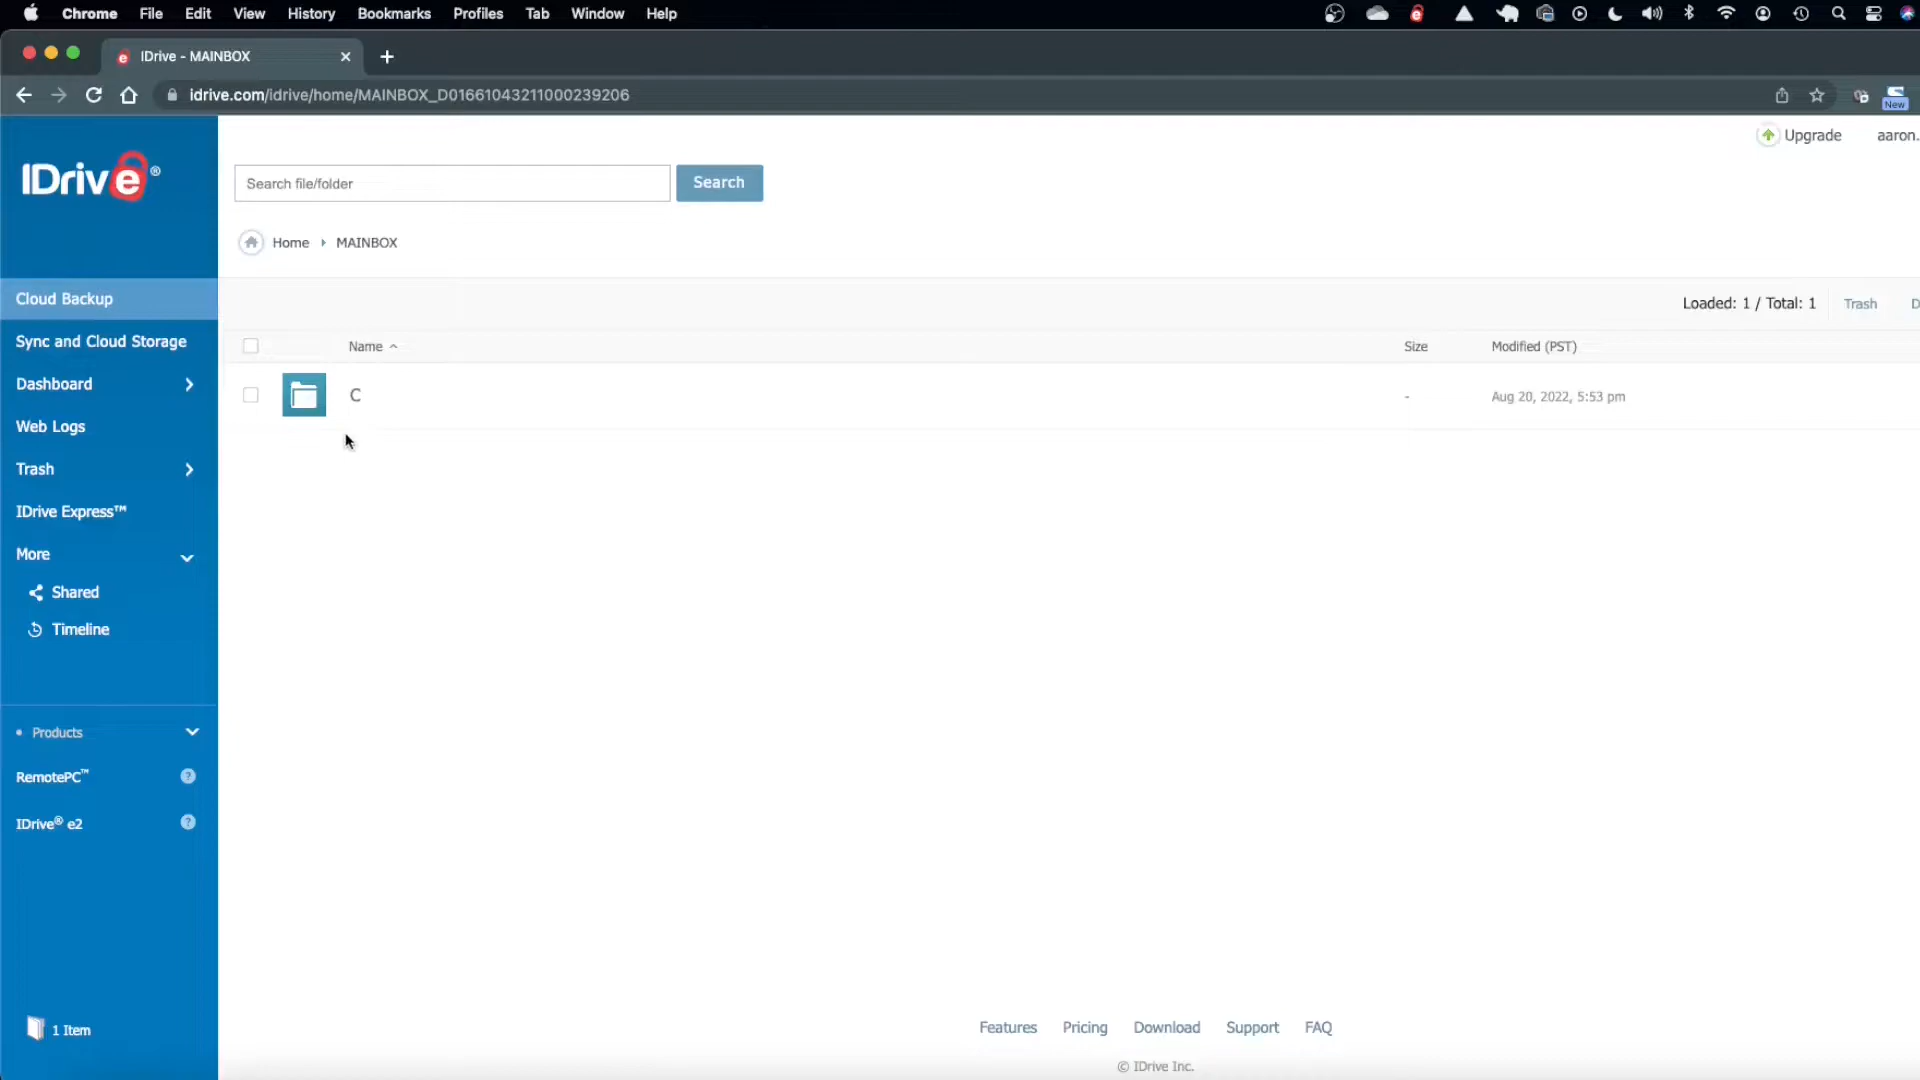 Chrome File Edit View History Bookmarks Profiles Tab Window Help
IDrive - MAINBOX
idrive.com/idrive/home/MAINBOX_D01661043211000239206
New
IDrive®
Upgrade aaron.
Search file/folder Search
Home MAINBOX
Cloud Backup
Loaded: 1 / Total: 1 Trash D
Sync and Cloud Storage
Name Size Modified (PST)
Dashboard
C - Aug 20, 2022, 5:53 pm
Web Logs
Trash
IDrive Express™
More
Shared
Timeline
Products
RemotePC™ ?
IDrive® e2 ?
1 Item
Features Pricing Download Support FAQ
© IDrive Inc.